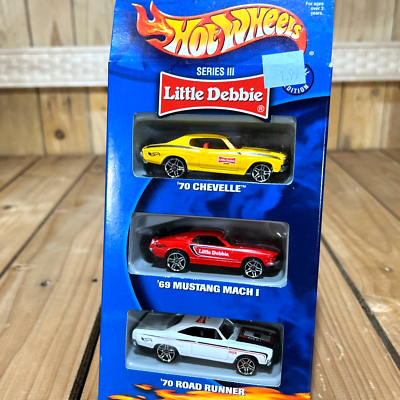 For ages
over 3
years.
Hot Wheels
SERIES III
EDITION
Little Debbie®
'70 CHEVELLE™
Little Debbie
'69 MUSTANG MACH I
'70 ROAD RUNNER